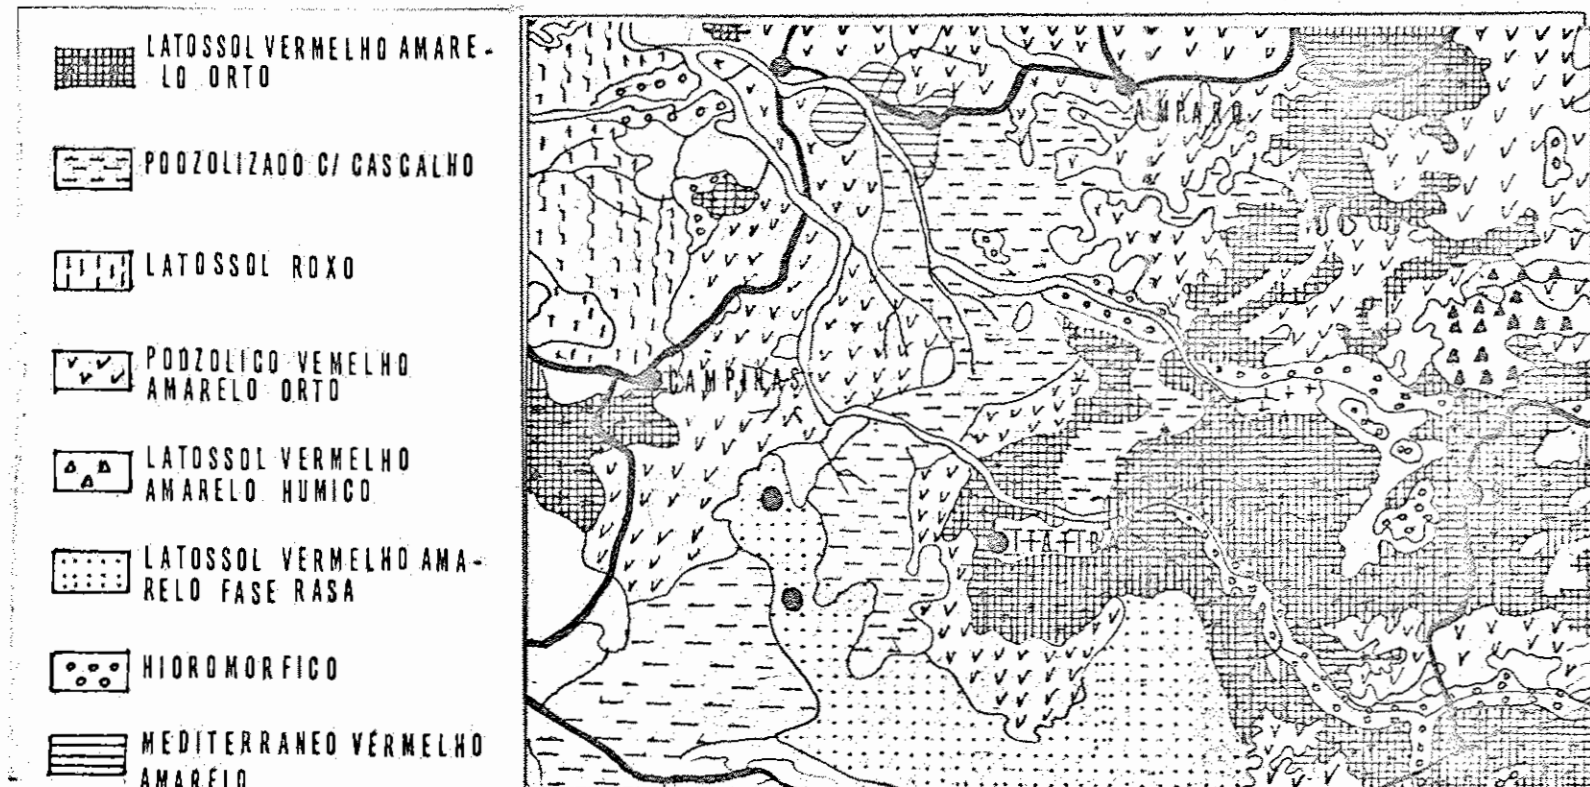 LATOSSOL VERMELHO AMARE-
LO ORTO
PODZOLIZADO C/ CASCALHO
LATOSSOL ROXO
PODZOLICO VEMELHO
AMARELO ORTO
LATOSSOL VERMELHO
AMARELO HUMICO
LATOSSOL VERMELHO AMA-
RELO FASE RASA
HIDROMORFICO
MEDITERRANEO VERMELHO
AMARELO
AMPARO
CAMPINAS
ITATIBA